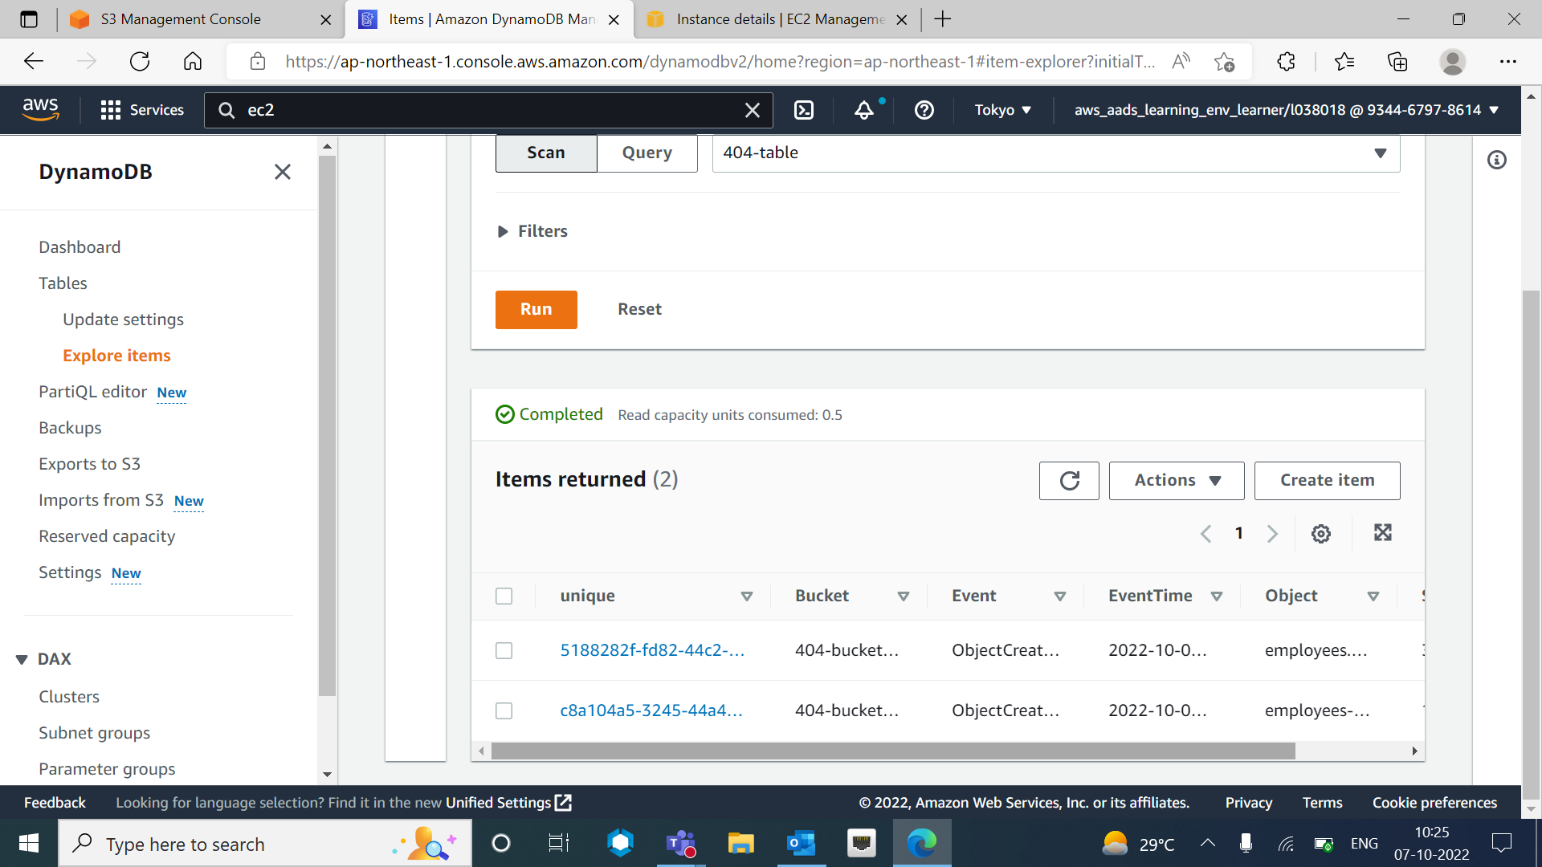 S3 Management Console
Items | Amazon DynamoDB Man
Instance details | EC2 Manageme
https://ap-northeast-1.console.aws.amazon.com/dynamodbv2/home?region=ap-northeast-1#item-explorer?initialT...
aws
Services
ec2
Tokyo
aws_aads_learning_env_learner/l038018 @ 9344-6797-8614
DynamoDB
Dashboard
Tables
Update settings
Explore items
PartiQL editor New
Backups
Exports to S3
Imports from S3 New
Reserved capacity
Settings New
DAX
Clusters
Subnet groups
Parameter groups
Scan
Query
404-table
Filters
Run
Reset
Completed
Read capacity units consumed: 0.5
Items returned (2)
Actions
Create item
1
unique Bucket Event EventTime Object
5188282f-fd82-44c2-... 404-bucket... ObjectCreat... 2022-10-0... employees....
c8a104a5-3245-44a4... 404-bucket... ObjectCreat... 2022-10-0... employees-...
Feedback
Looking for language selection? Find it in the new Unified Settings
© 2022, Amazon Web Services, Inc. or its affiliates.
Privacy
Terms
Cookie preferences
Type here to search
29°C
ENG
10:25
07-10-2022